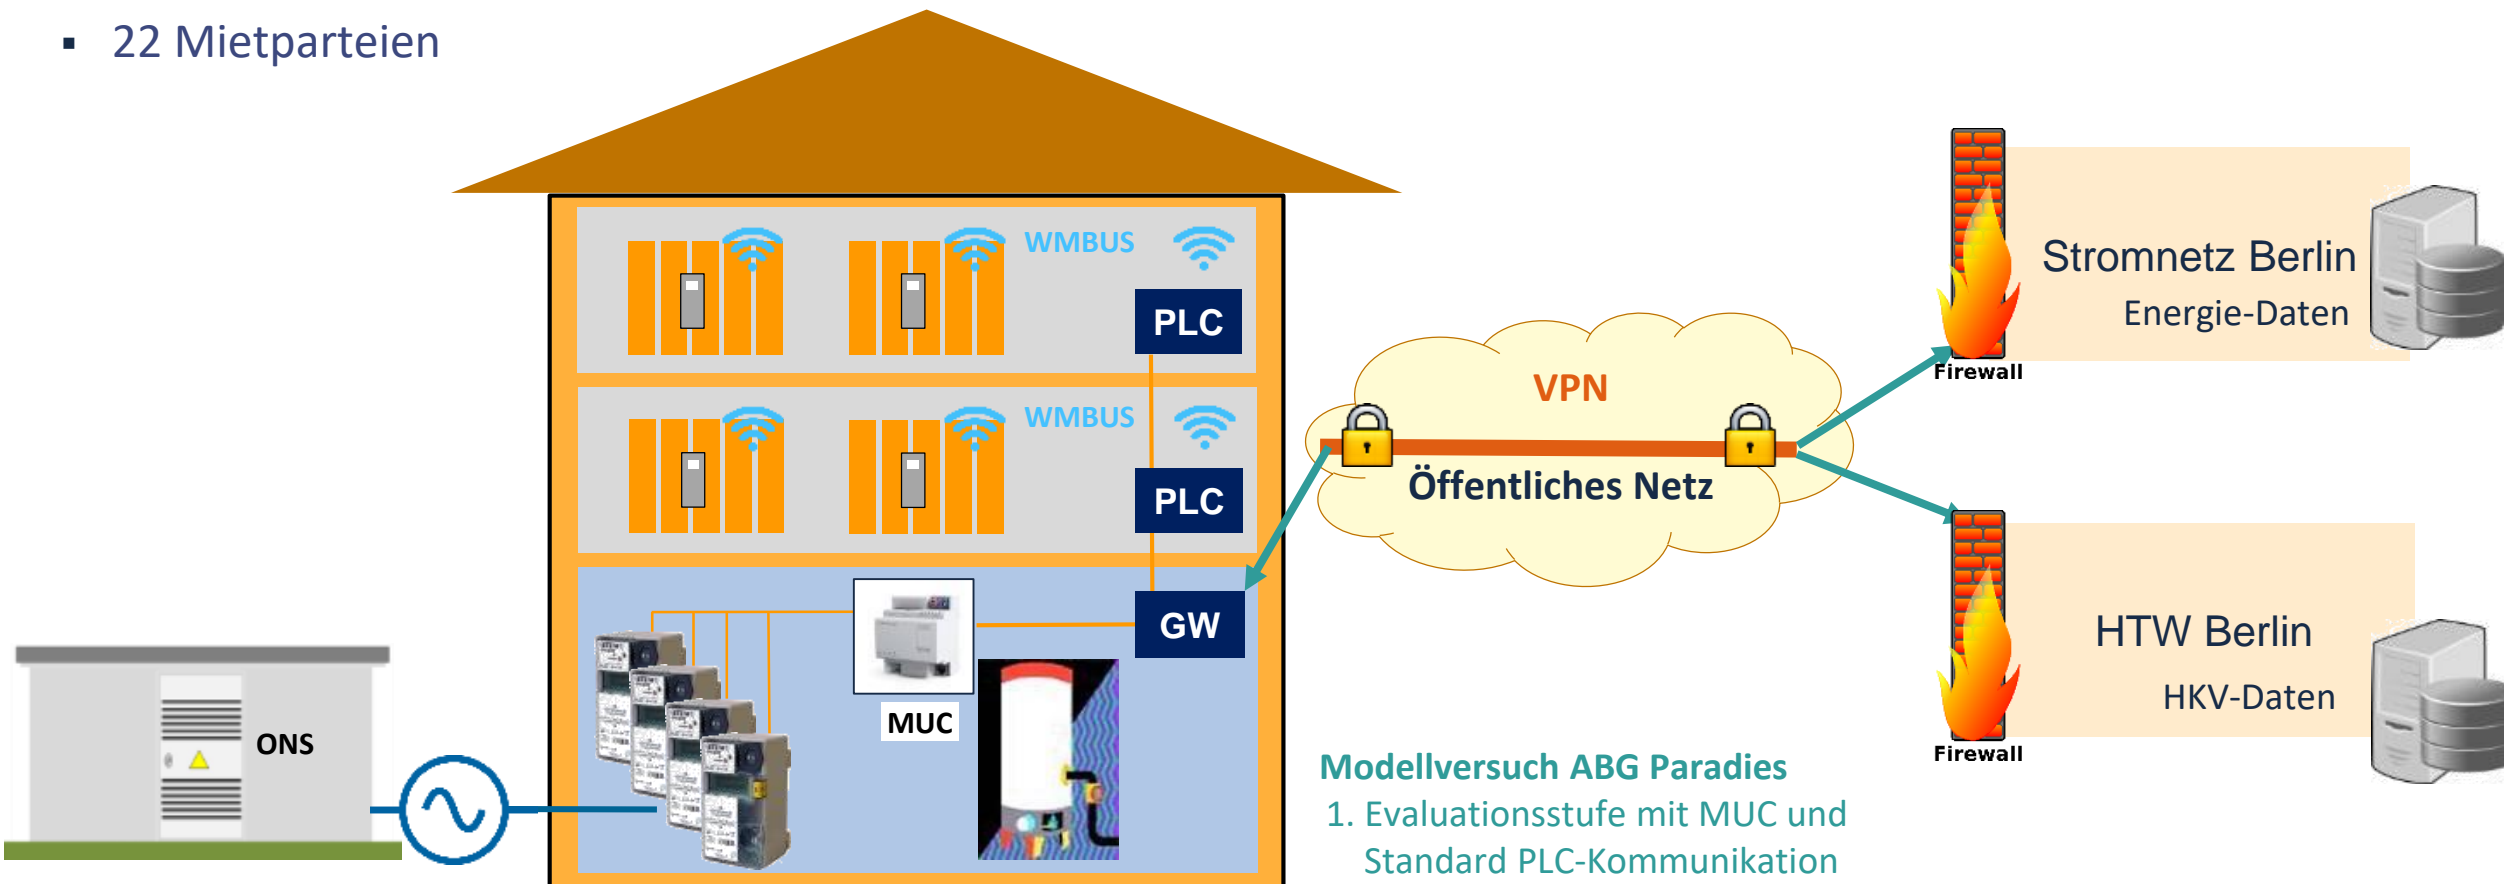 ▪ 22 Mietparteien
WMBUS
PLC
WMBUS
PLC
GW
MUC
ONS
VPN
Öffentliches Netz
Firewall
Stromnetz Berlin
Energie-Daten
Firewall
HTW Berlin
HKV-Daten
Modellversuch ABG Paradies
1. Evaluationsstufe mit MUC und
Standard PLC-Kommunikation